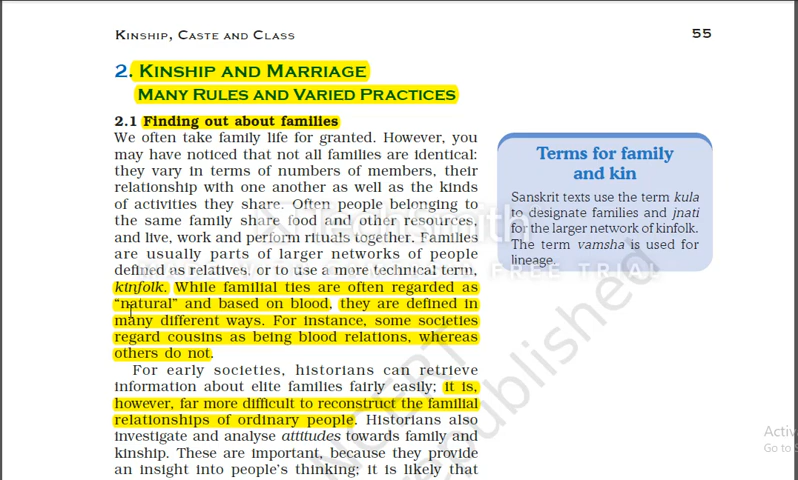 KINSHIP, CASTE AND CLASS
55
2. KINSHIP AND MARRIAGE
MANY RULES AND VARIED PRACTICES
2.1 Finding out about families
We often take family life for granted. However, you
may have noticed that not all families are identical:
they vary in terms of numbers of members, their
relationship with one another as well as the kinds
of activities they share. Often people belonging to
the same family share food and other resources,
and live, work and perform rituals together. Families
are usually parts of larger networks of people
defined as relatives, or to use a more technical term,
kinfolk. While familial ties are often regarded as
“natural” and based on blood, they are defined in
many different ways. For instance, some societies
regard cousins as being blood relations, whereas
others do not.
For early societies, historians can retrieve
information about elite families fairly easily; it is,
however, far more difficult to reconstruct the familial
relationships of ordinary people. Historians also
investigate and analyse attitudes towards family and
kinship. These are important, because they provide
an insight into people’s thinking; it is likely that
Terms for family
and kin
Sanskrit texts use the term kula
to designate families and jnati
for the larger network of kinfolk.
The term vamsha is used for
lineage.
TechSmith
FREE TRIAL
NCERT
republished
Activ
Go to S